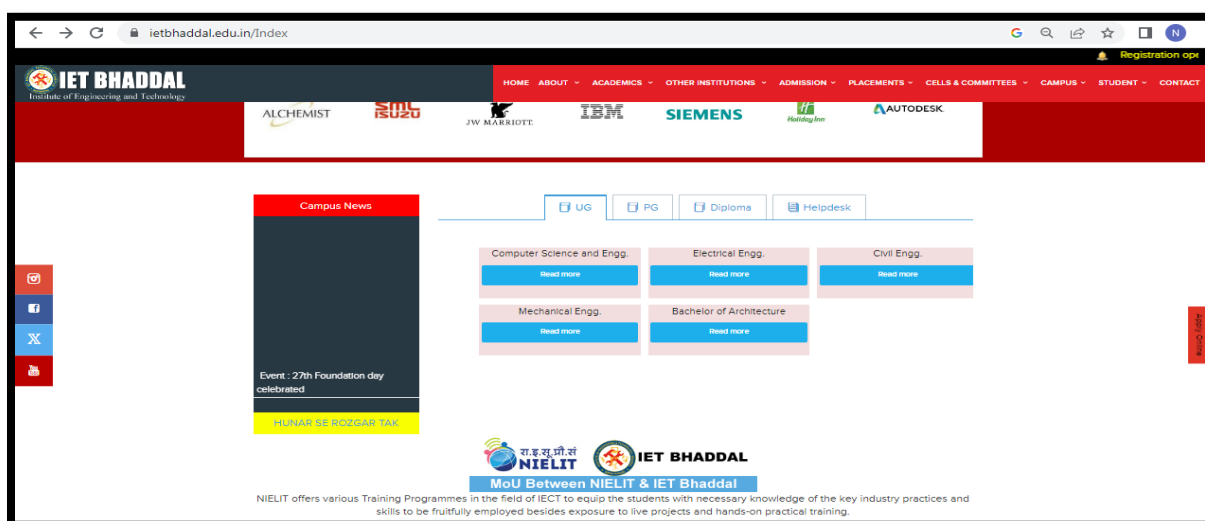 ietbhaddal.edu.in/Index
G
N
Registration ope
IET BHADDAL
Institute of Engineering and Technology
HOME ABOUT ACADEMICS OTHER INSTITUTIONS ADMISSION PLACEMENTS CELLS & COMMITTEES CAMPUS STUDENT CONTACT
ALCHEMIST SML ISUZU JW MARRIOTT. IBM SIEMENS Holiday Inn AUTODESK
Campus News
UG PG Diploma Helpdesk
Computer Science and Engg. Electrical Engg. Civil Engg.
Read more Read more Read more
Mechanical Engg. Bachelor of Architecture
Read more Read more
X
You
Apply Online
Event : 27th Foundation day
celebrated
HUNAR SE ROZGAR TAK
रा.इ.सू.प्रौ.सं
NIELIT
IET BHADDAL
MoU Between NIELIT & IET Bhaddal
NIELIT offers various Training Programmes in the field of IECT to equip the students with necessary knowledge of the key industry practices and
skills to be fruitfully employed besides exposure to live projects and hands-on practical training.